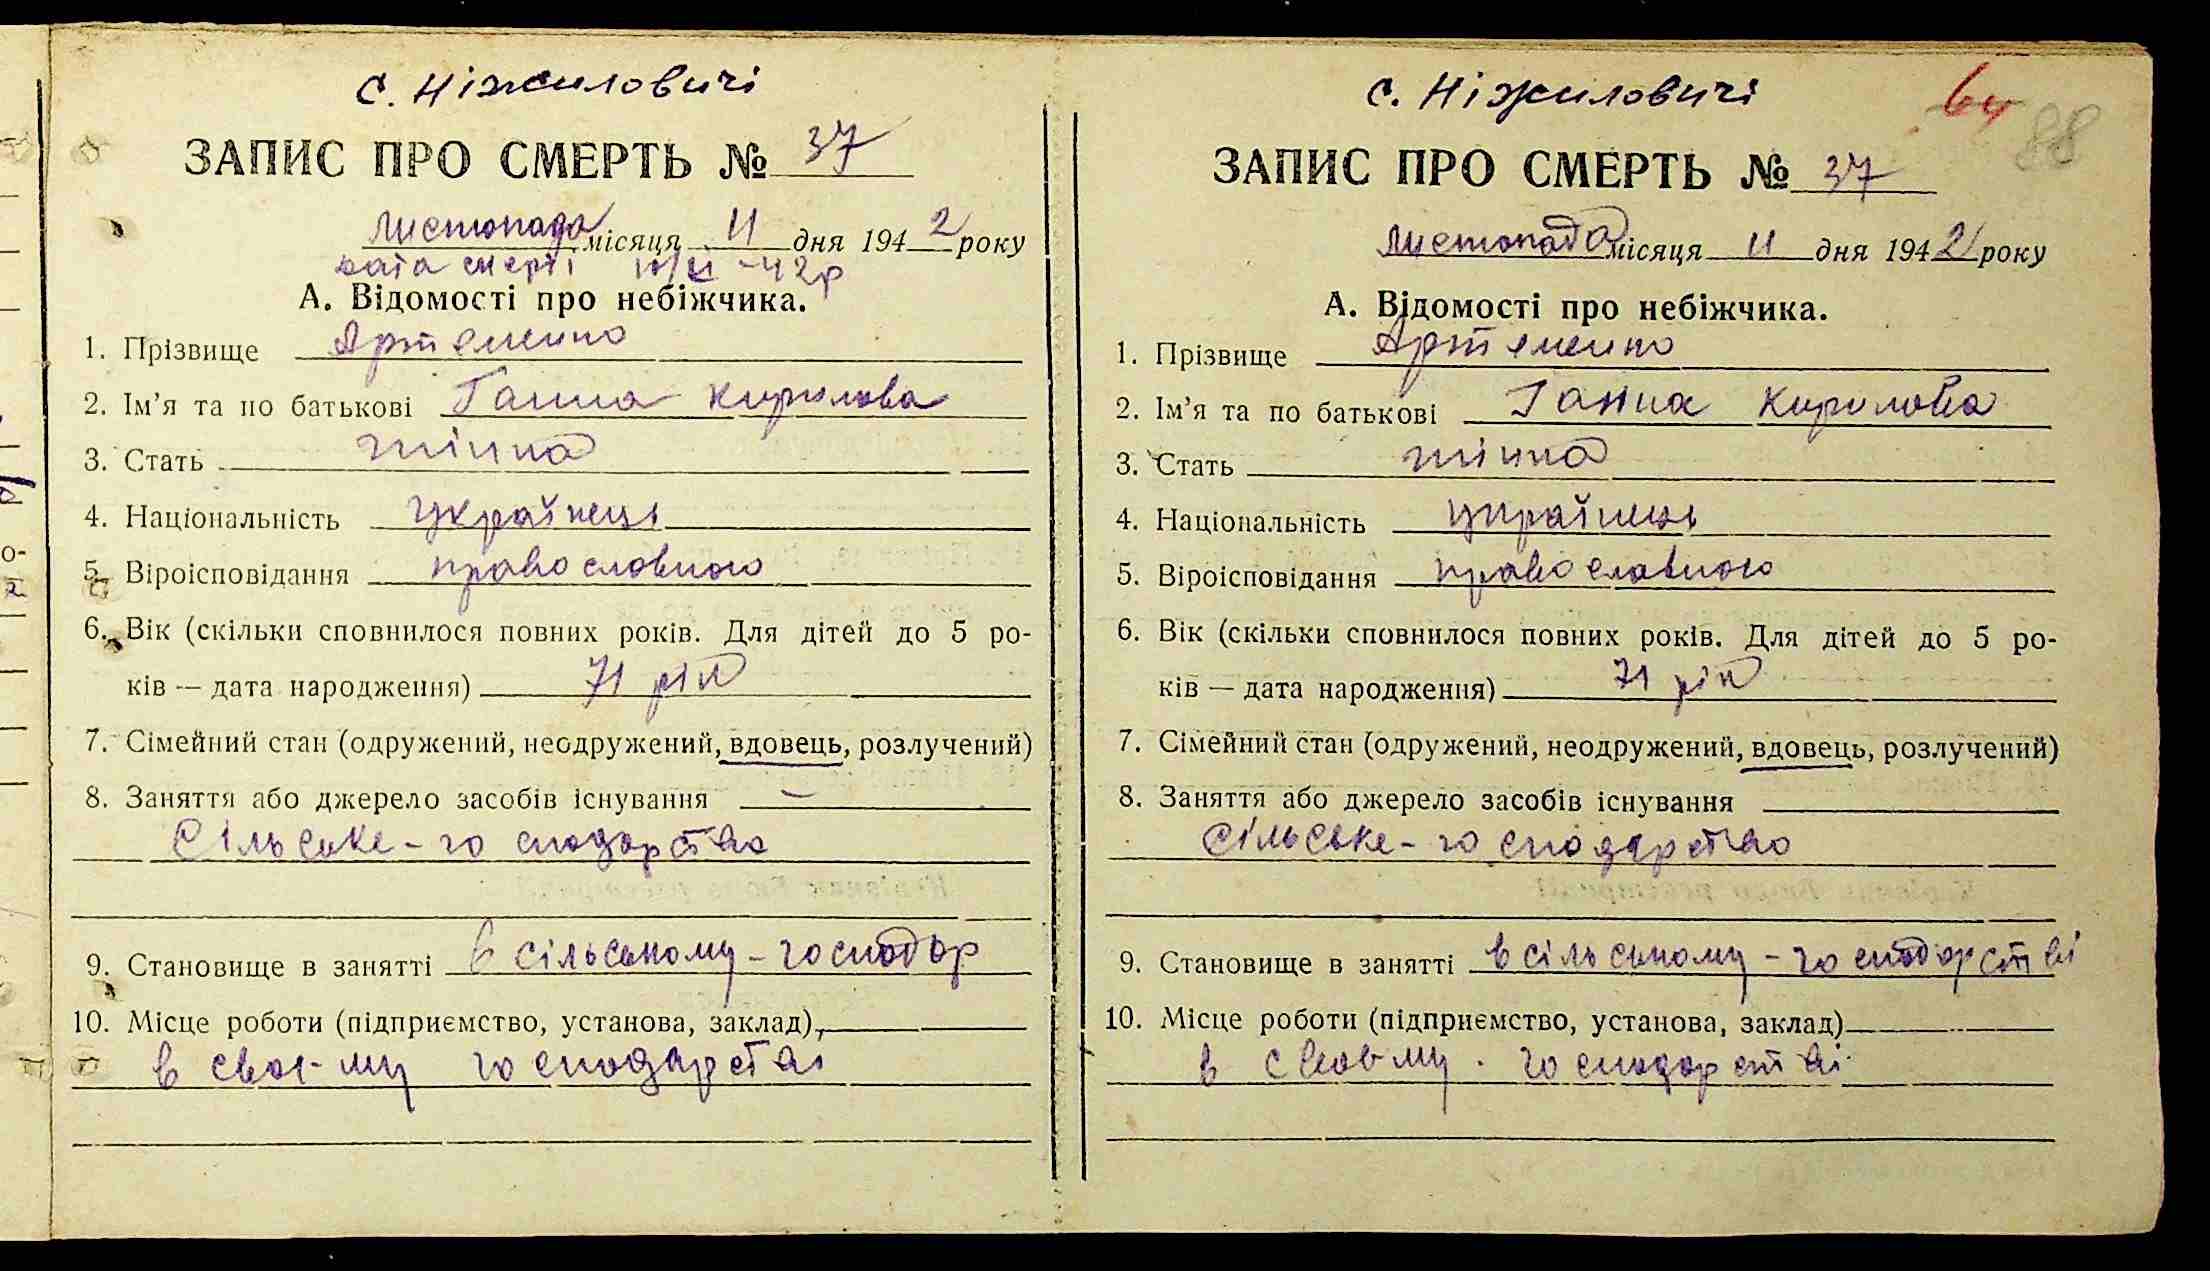 с. Ніжиловичі
ЗАПИС ПРО СМЕРТЬ № 37
листопада місяця 11 дня 1942 року
дата смерті 10/XI -42р
А. Відомості про небіжчика.
1. Прізвище Артеменко
2. Ім’я та по батькові Ганна Кирилова
3. Стать жінка
4. Національність українець
5. Віроісповідання православного
6. Вік (скільки сповнилося повних років. Для дітей до 5 ро-
ків — дата народження) 71 рік
7. Сімейний стан (одружений, неодружений, вдовець, розлучений)
8. Заняття або джерело засобів існування —
Сільське - господарство
9. Становище в занятті в сільському - господар
10. Місце роботи (підприємство, установа, заклад)
в своє-му господарстві
с. Ніжиловичі
64
88
ЗАПИС ПРО СМЕРТЬ № 37
листопада місяця 11 дня 1942 року
А. Відомості про небіжчика.
1. Прізвище Артеменко
2. Ім’я та по батькові Ганна Кирилова
3. Стать жінка
4. Національність українець
5. Віроісповідання православного
6. Вік (скільки сповнилося повних років. Для дітей до 5 ро-
ків — дата народження) 71 рік
7. Сімейний стан (одружений, неодружений, вдовець, розлучений)
8. Заняття або джерело засобів існування
сільське - господарство
9. Становище в занятті в сільському - господарстві
10. Місце роботи (підприємство, установа, заклад)
в своєму господарстві